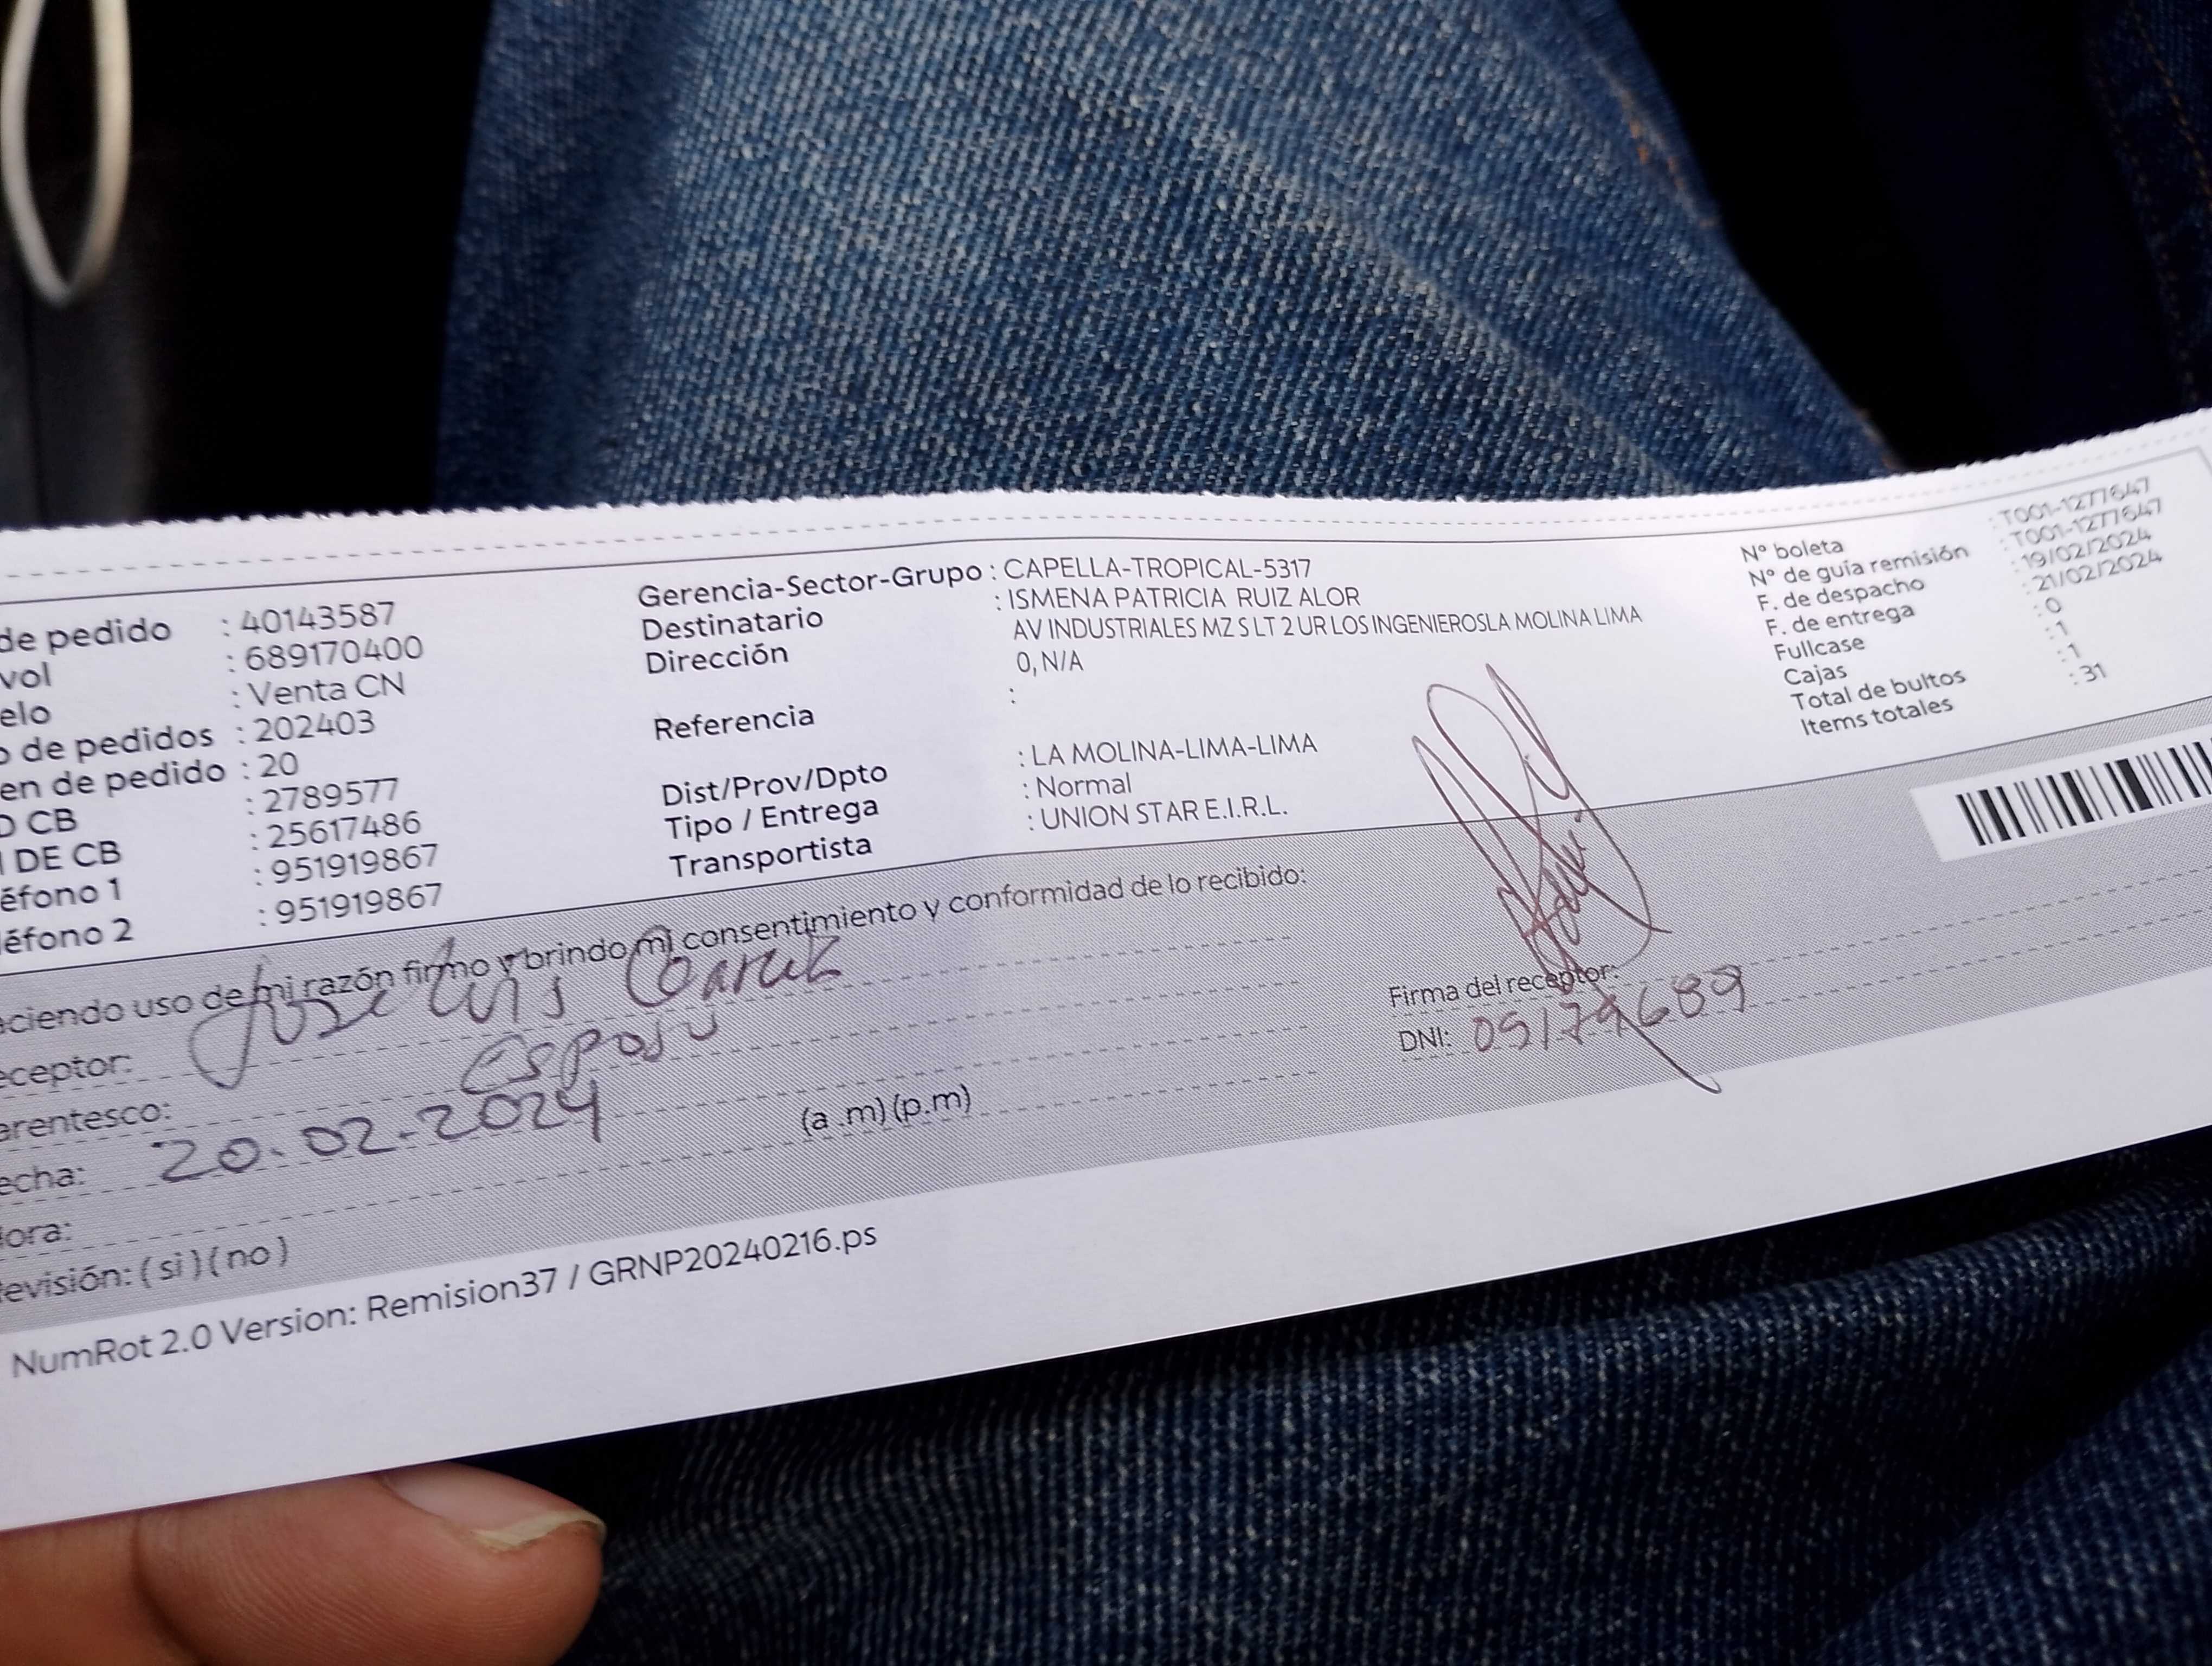 de pedido : 40143587
vol : 689170400
elo : Venta CN
o de pedidos : 202403
en de pedido : 20
D CB : 2789577
I DE CB : 25617486
éfono 1 : 951919867
éfono 2 : 951919867
Gerencia-Sector-Grupo : CAPELLA-TROPICAL-5317
Destinatario : ISMENA PATRICIA RUIZ ALOR
Dirección AV INDUSTRIALES MZ S LT 2 UR LOS INGENIEROSLA MOLINA LIMA
0, N/A
Referencia :
Dist/Prov/Dpto : LA MOLINA-LIMA-LIMA
Tipo / Entrega : Normal
Transportista : UNION STAR E.I.R.L.
N° boleta : T001-1277647
N° de guía remisión : T001-1277647
F. de despacho : 19/02/2024
F. de entrega : 21/02/2024
Fullcase : 0
Cajas : 1
Total de bultos : 1
Items totales : 31
aciendo uso de mi razón firmo y brindo mi consentimiento y conformidad de lo recibido:
eceptor: Jose Luis
arentesco: esposo
echa: 20.02-2024
lora: (a.m) (p.m)
evisión: ( si ) ( no )
Firma del receptor:
DNI: 09179689
NumRot 2.0 Version: Remision37 / GRNP20240216.ps